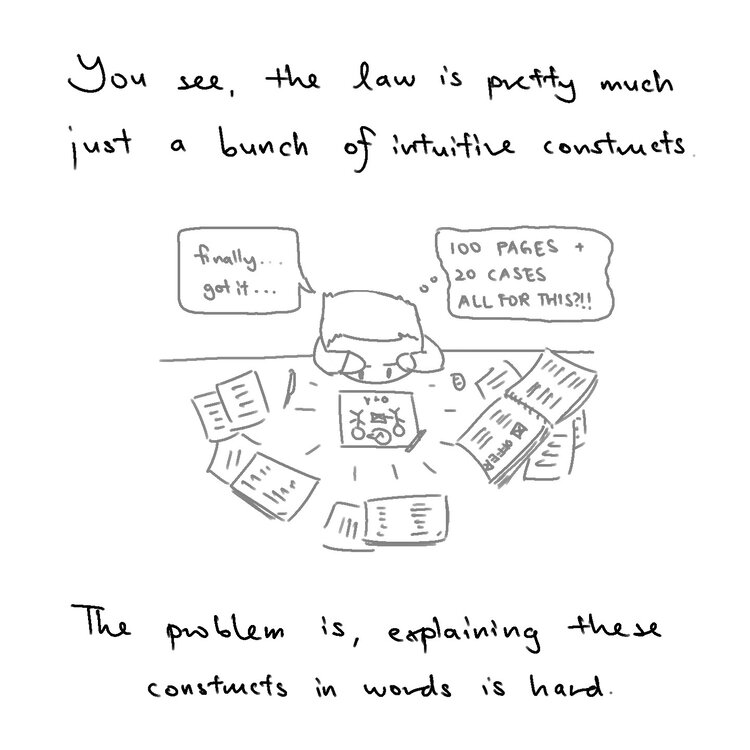 You see, the law is pretty much
just a bunch of intuitive constructs.
finally...
got it...
100 PAGES +
20 CASES
ALL FOR THIS?!!
OFFER
The problem is, explaining these
constructs in words is hard.